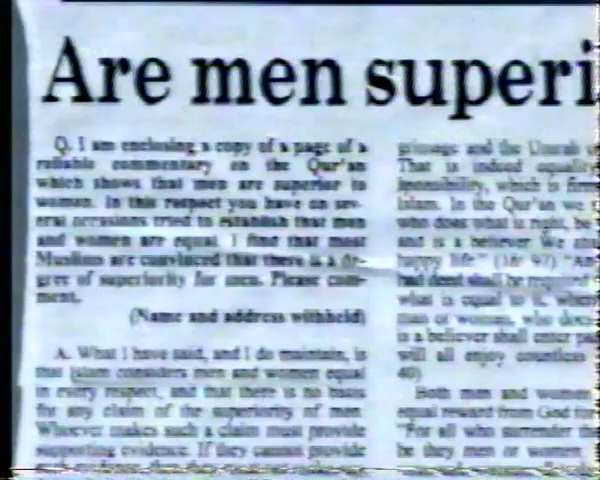 Are men superi
Q. I am enclosing a copy of a page of a
reliable commentary on the Qur'an
which shows that men are superior to
women. In this respect you have on sev-
eral occasions tried to establish that men
and women are equal. I find that most
Muslims are convinced that there is a de-
gree of superiority for men. Please com-
ment.
(Name and address withheld)
A. What I have said, and I do maintain, is
that Islam considers men and women equal
in every respect, and that there is no basis
for any claim of the superiority of men.
Whoever makes such a claim must provide
supporting evidence. If they cannot provide
and the Umrah
That is indeed equality
sponsibility, which is firm
Islam. In the Qur'an we
who does what is right, be
and is a believer. We
happy life" (16: 97)
bad deed shall be
what is equal to it,
man or woman, who does
is a believer shall enter
will all enjoy countless
40)
Both men and women
equal reward from God for
"For all who surrender
be they men or women